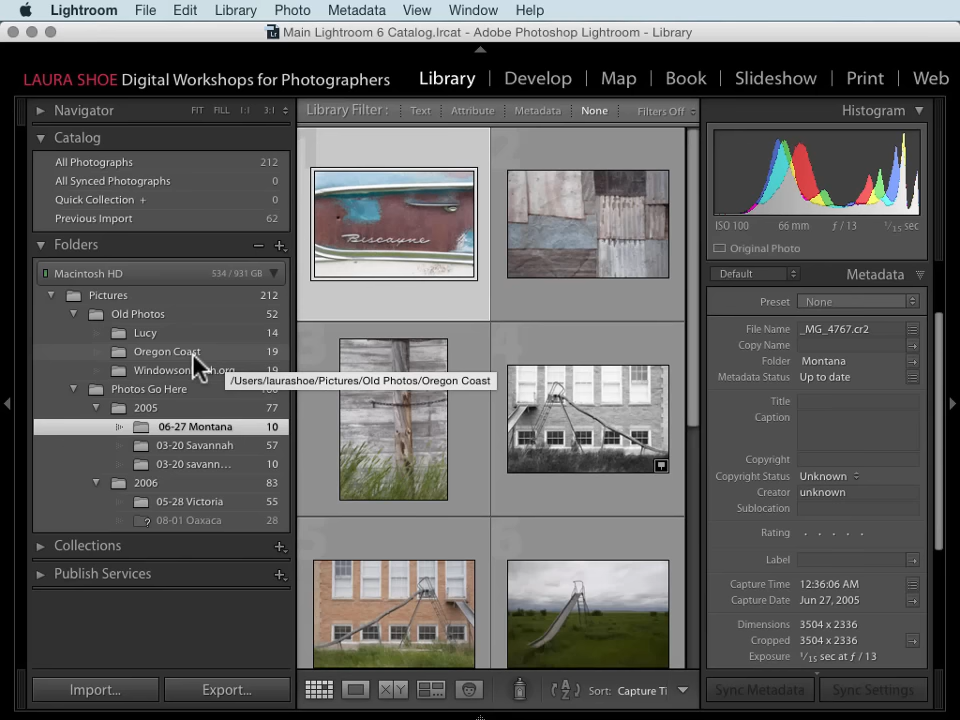 Lightroom File Edit Library Photo Metadata View Window Help
Main Lightroom 6 Catalog.lrcat - Adobe Photoshop Lightroom - Library
LAURA SHOE Digital Workshops for Photographers
Library | Develop | Map | Book | Slideshow | Print | Web
Navigator FIT FILL 1:1 3:1
Catalog
All Photographs 212
All Synced Photographs 0
Quick Collection + 0
Previous Import 62
Folders
Macintosh HD 534 / 931 GB
Pictures 212
Old Photos 52
Lucy 14
Oregon Coast 19
19
/Users/laurashoe/Pictures/Old Photos/Oregon Coast
Photos Go Here
2005 77
06-27 Montana 10
03-20 Savannah 57
03-20 savann... 10
2006 83
05-28 Victoria 55
? 08-01 Oaxaca 28
Collections
Publish Services
Import...
Export...
Library Filter : Text Attribute Metadata None Filters Off
Biscayne
Sort: Capture Ti
Histogram
ISO 100 66 mm ƒ / 13 1/15 sec
Original Photo
Default Metadata
Preset None
File Name _MG_4767.cr2
Copy Name
Folder Montana
Metadata Status Up to date
Title
Caption
Copyright
Copyright Status Unknown
Creator unknown
Sublocation
Rating . . . . .
Label
Capture Time 12:36:06 AM
Capture Date Jun 27, 2005
Dimensions 3504 x 2336
Cropped 3504 x 2336
Exposure 1/15 sec at ƒ / 13
Sync Metadata
Sync Settings